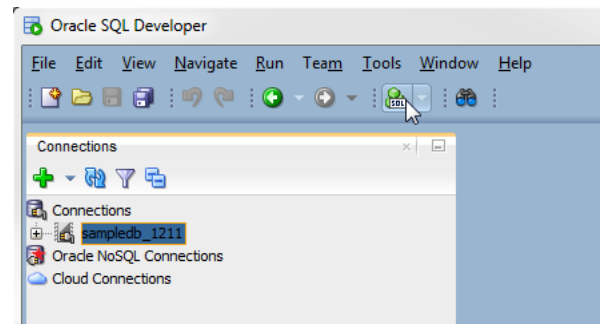 Oracle SQL Developer
File Edit View Navigate Run Team Tools Window Help
SQL
Connections
Connections
sampledb_1211
Oracle NoSQL Connections
Cloud Connections